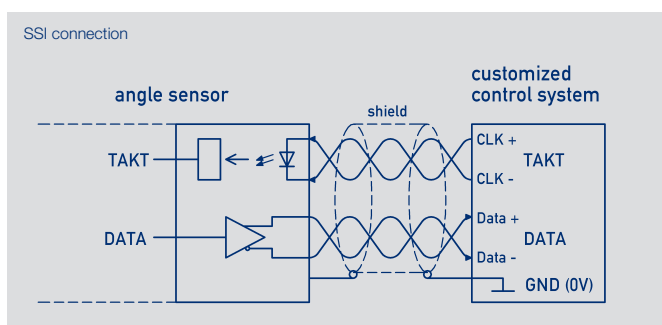 SSI connection
angle sensor
customized
control system
shield
TAKT
CLK +
TAKT
CLK -
DATA
Data +
DATA
Data -
GND (0V)